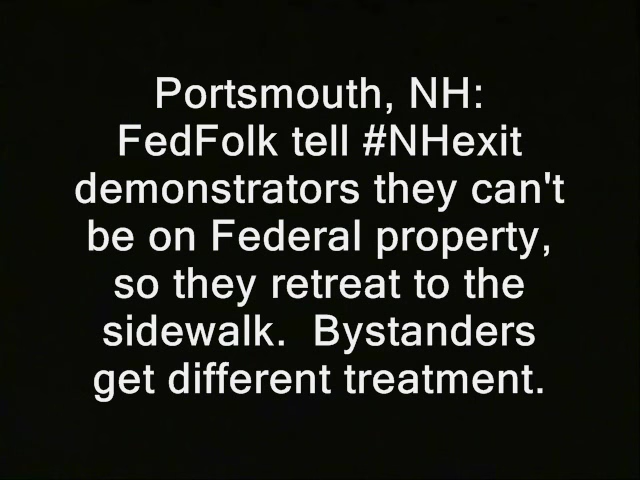 Portsmouth, NH:
FedFolk tell #NHexit
demonstrators they can't
be on Federal property,
so they retreat to the
sidewalk.  Bystanders
get different treatment.